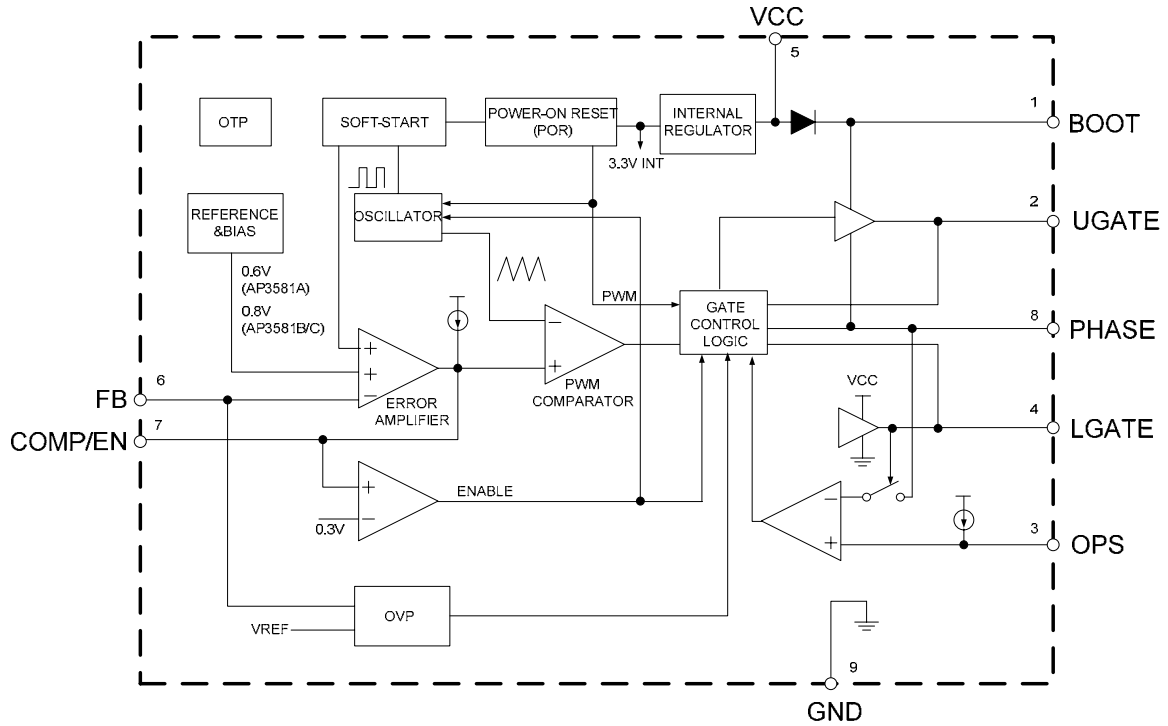 VCC
5
1
BOOT
OTP
SOFT-START
POWER-ON RESET
(POR)
INTERNAL
REGULATOR
3.3V INT
REFERENCE
&BIAS
OSCILLATOR
2
UGATE
0.6V
(AP3581A)
0.8V
(AP3581B/C)
PWM
GATE
CONTROL
LOGIC
8
PHASE
+
+
−
ERROR
AMPLIFIER
−
+
PWM
COMPARATOR
6
FB
7
COMP/EN
VCC
4
LGATE
+
−
0.3V
ENABLE
−
+
3
OPS
OVP
VREF
9
GND